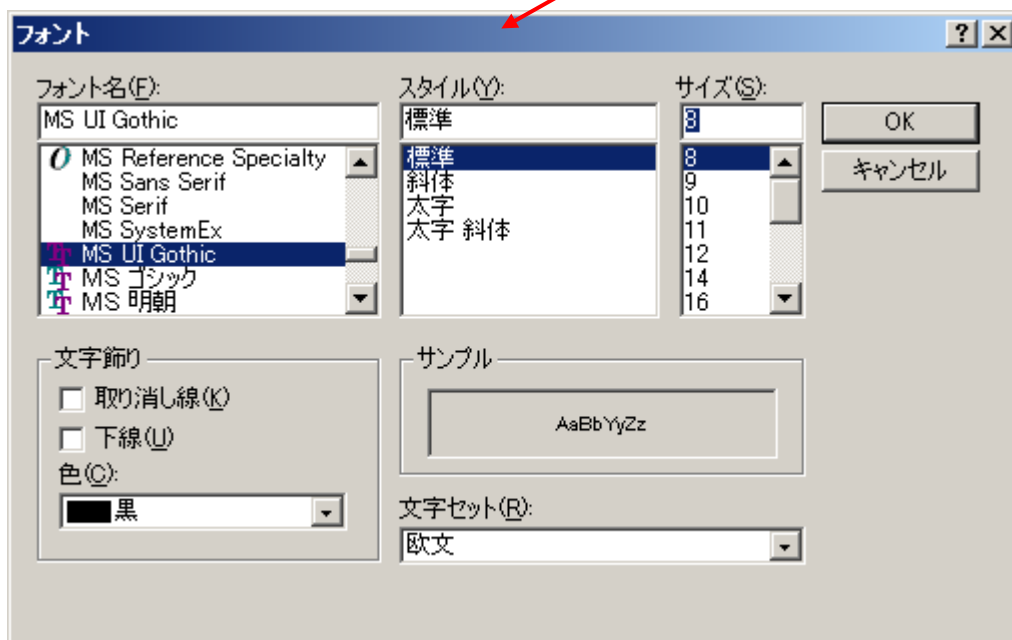 フォント
フォント名(F):
MS UI Gothic
MS Reference Specialty
MS Sans Serif
MS Serif
MS SystemEx
MS UI Gothic
MS ゴシック
MS 明朝
スタイル(Y):
標準
標準
斜体
太字
太字 斜体
サイズ(S):
8
8
9
10
11
12
14
16
OK
キャンセル
文字飾り
取り消し線(K)
下線(U)
色(C):
黒
サンプル
AaBbYyZz
文字セット(R):
欧文